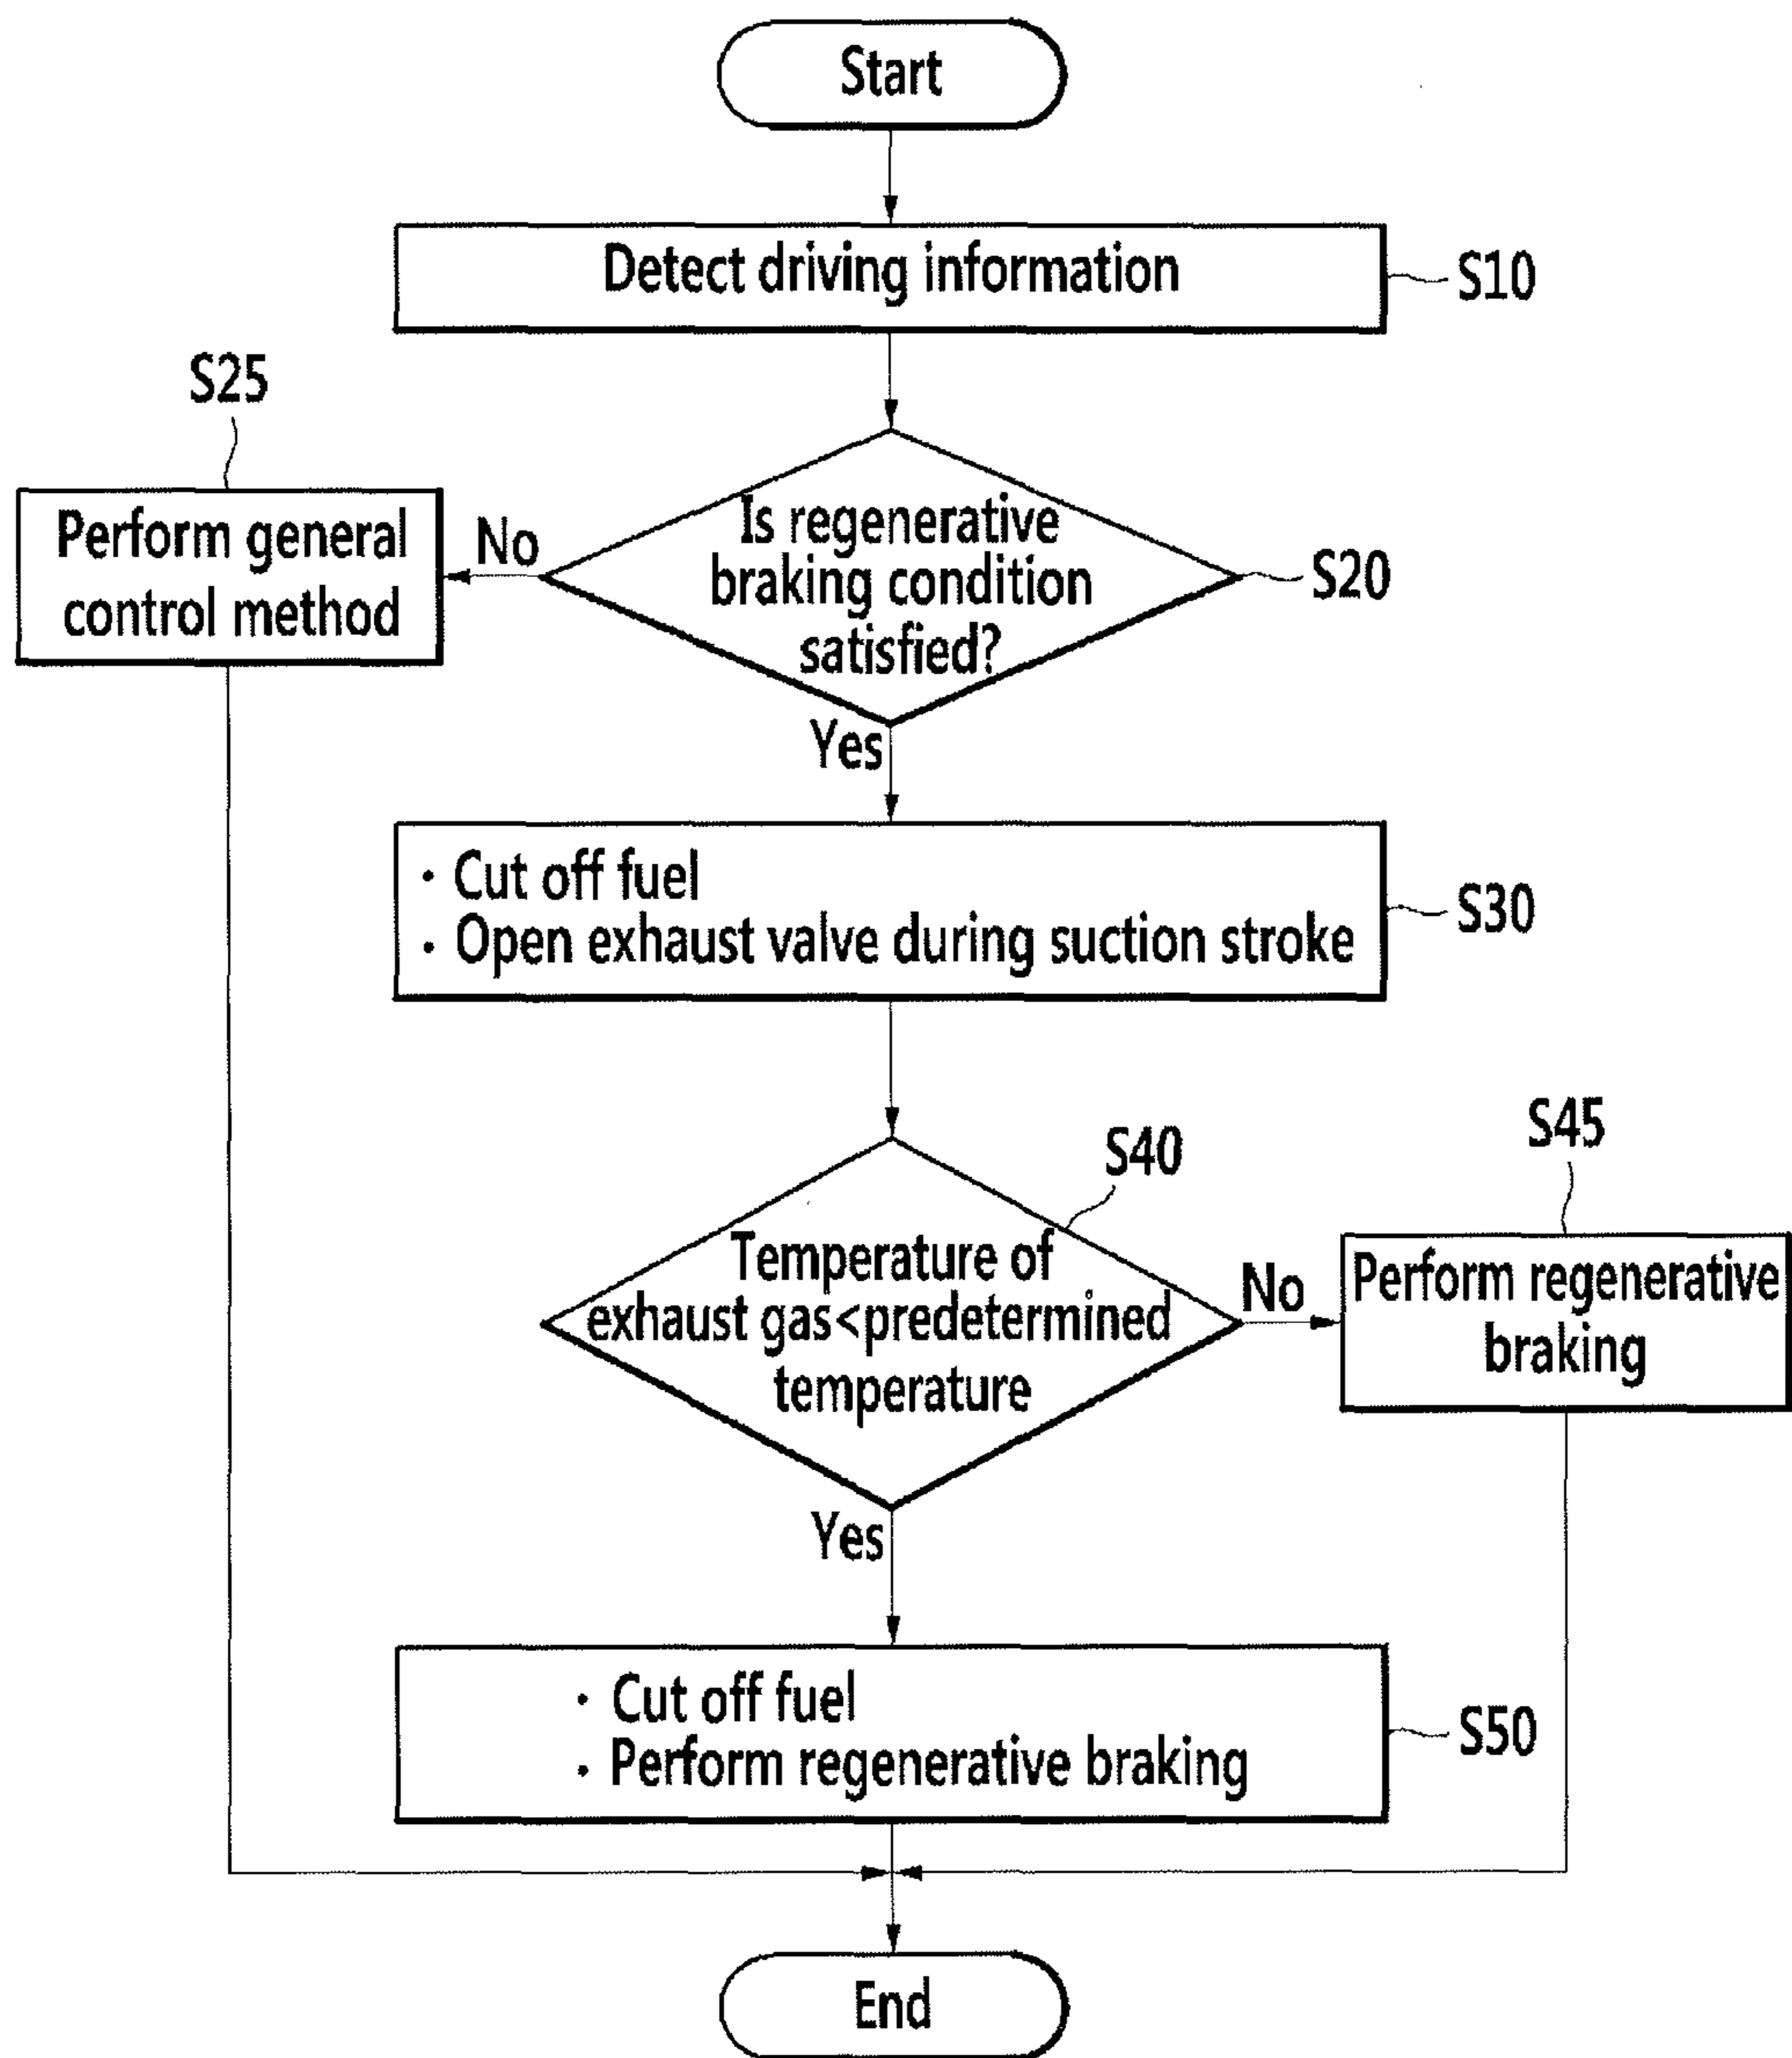 Start
Detect driving information
S10
S25
Perform general
control method
No
Is regenerative
braking condition
satisfied?
S20
Yes
· Cut off fuel
· Open exhaust valve during suction stroke
S30
S40
S45
Temperature of
exhaust gas<predetermined
temperature
No
Perform regenerative
braking
Yes
· Cut off fuel
· Perform regenerative braking
S50
End